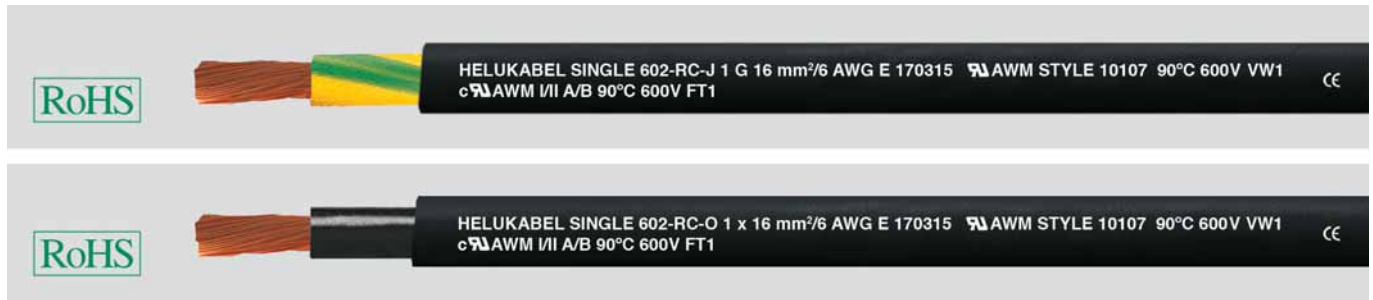 RoHS
HELUKABEL SINGLE 602-RC-J 1 G 16 mm²/6 AWG E 170315 RU AWM STYLE 10107 90°C 600V VW1
cRU AWM I/II A/B 90°C 600V FT1
CE
RoHS
HELUKABEL SINGLE 602-RC-O 1 x 16 mm²/6 AWG E 170315 RU AWM STYLE 10107 90°C 600V VW1
cRU AWM I/II A/B 90°C 600V FT1
CE